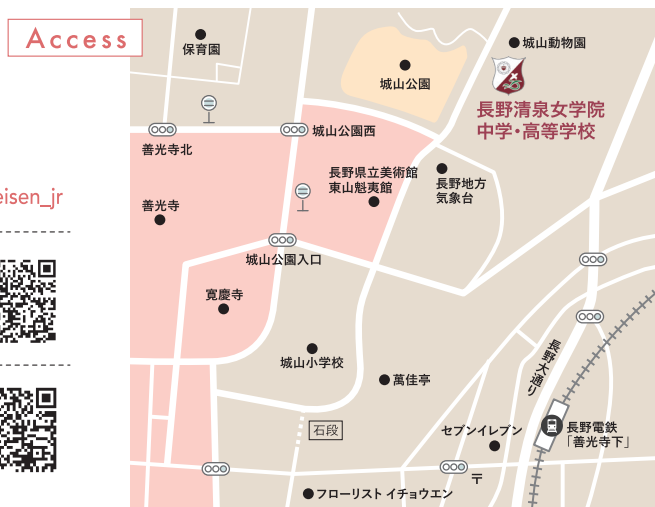 Access
保育園
城山動物園
城山公園
長野清泉女学院
中学・高等学校
城山公園西
善光寺北
長野県立美術館
東山魁夷館
長野地方
気象台
eisen_jr
善光寺
城山公園入口
寛慶寺
城山小学校
長野大通り
萬佳亭
石段
セブンイレブン
長野電鉄
「善光寺下」
〒
フローリスト イチョウエン